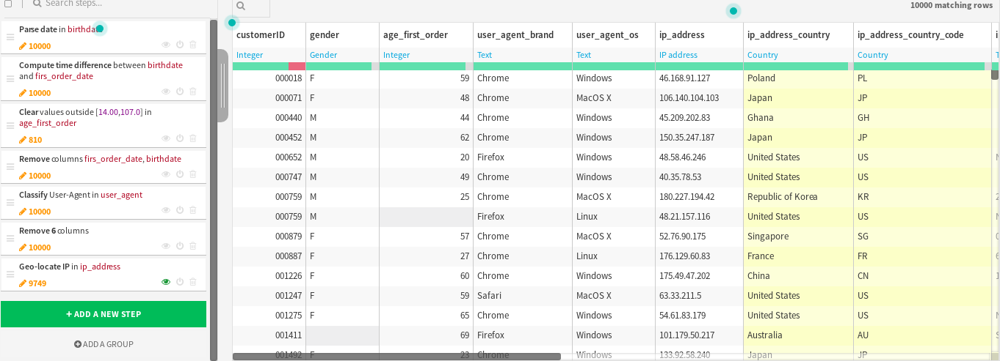 Search steps...
10000 matching rows
Parse date in birthdat
10000
Compute time difference between birthdate
and firs_order_date
10000
Clear values outside [14.00,107.0] in
age_first_order
810
Remove columns firs_order_date, birthdate
10000
Classify User-Agent in user_agent
10000
Remove 6 columns
10000
Geo-locate IP in ip_address
9749
+ ADD A NEW STEP
ADD A GROUP
customerID gender age_first_order user_agent_brand user_agent_os ip_address ip_address_country ip_address_country_code i
Integer Gender Integer Text Text IP address Country Country T
000018 F 59 Chrome Windows 46.168.91.127 Poland PL
000071 F 48 Chrome MacOS X 106.140.104.103 Japan JP
000440 M 44 Chrome Windows 45.209.202.83 Ghana GH
000452 M 62 Chrome Windows 150.35.247.187 Japan JP
000652 M 20 Firefox Windows 48.58.46.246 United States US
000747 M 49 Chrome Windows 40.35.78.53 United States US
000759 M 25 Chrome MacOS X 180.227.194.42 Republic of Korea KR
000759 M Firefox Linux 48.21.157.116 United States US
000879 F 57 Chrome MacOS X 52.76.90.175 Singapore SG
000887 F 27 Chrome Linux 176.129.60.83 France FR
001226 F 60 Chrome Windows 175.49.47.202 China CN
001247 F 59 Safari MacOS X 63.33.211.5 United States US
001275 F 65 Chrome Windows 54.61.83.179 United States US
001411 69 Firefox Windows 101.179.50.217 Australia AU
001492 F 23 Chrome Windows 133.92.58.240 Japan JP